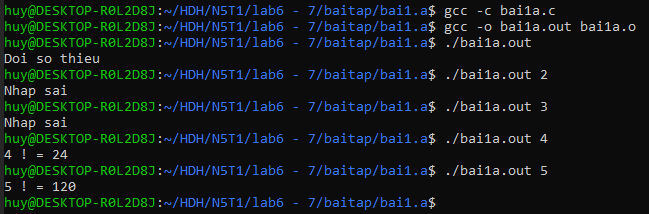 huy@DESKTOP-R0L2D8J:~/HDH/N5T1/lab6 - 7/baitap/bai1.a$ gcc -c bai1a.c
huy@DESKTOP-R0L2D8J:~/HDH/N5T1/lab6 - 7/baitap/bai1.a$ gcc -o bai1a.out bai1a.o
huy@DESKTOP-R0L2D8J:~/HDH/N5T1/lab6 - 7/baitap/bai1.a$ ./bai1a.out
Doi so thieu
huy@DESKTOP-R0L2D8J:~/HDH/N5T1/lab6 - 7/baitap/bai1.a$ ./bai1a.out 2
Nhap sai
huy@DESKTOP-R0L2D8J:~/HDH/N5T1/lab6 - 7/baitap/bai1.a$ ./bai1a.out 3
Nhap sai
huy@DESKTOP-R0L2D8J:~/HDH/N5T1/lab6 - 7/baitap/bai1.a$ ./bai1a.out 4
4 ! = 24
huy@DESKTOP-R0L2D8J:~/HDH/N5T1/lab6 - 7/baitap/bai1.a$ ./bai1a.out 5
5 ! = 120
huy@DESKTOP-R0L2D8J:~/HDH/N5T1/lab6 - 7/baitap/bai1.a$